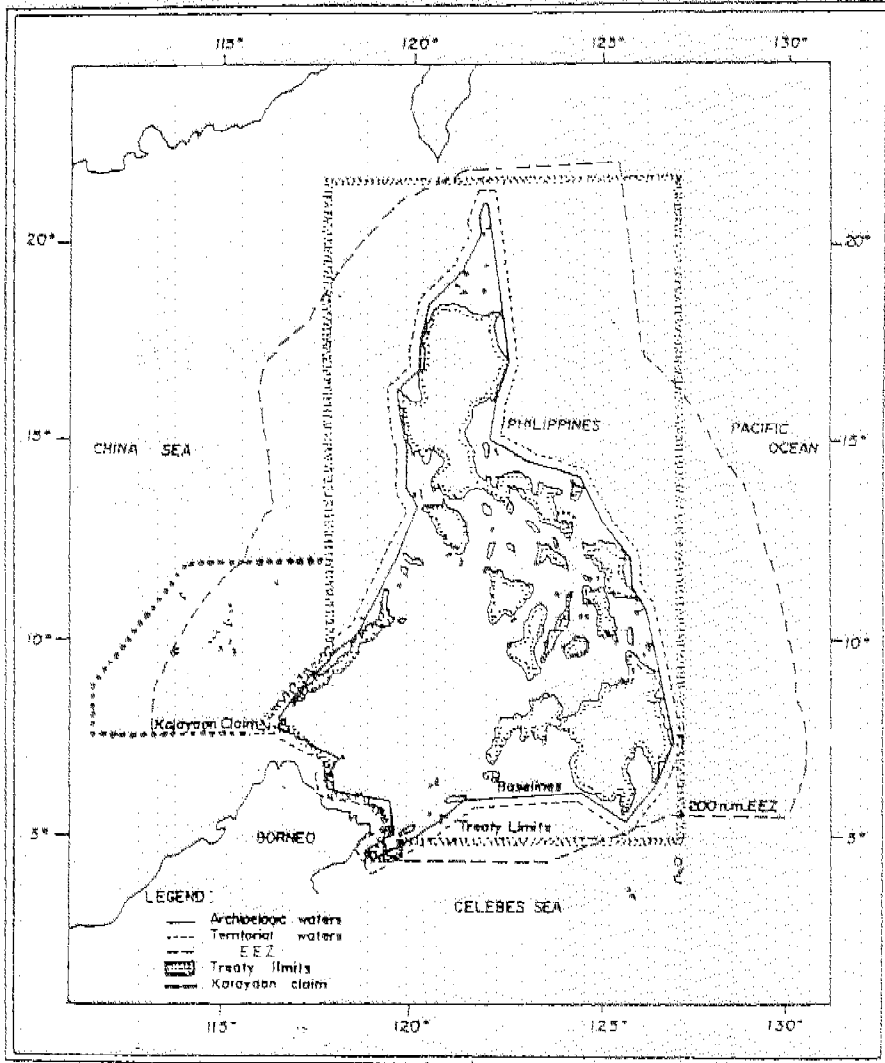 115° 120° 125° 130°
20° 20°
PHILIPPINES
15° CHINA SEA PACIFIC 15°
OCEAN
10° 10°
Kalayaan Claim
Baselines
200 n.m. EEZ
5° BORNEO Treaty Limits 5°
CELEBES SEA
LEGEND:
Archipelagic waters
Territorial waters
EEZ
Treaty limits
Kalayaan claim
115° 120° 125° 130°